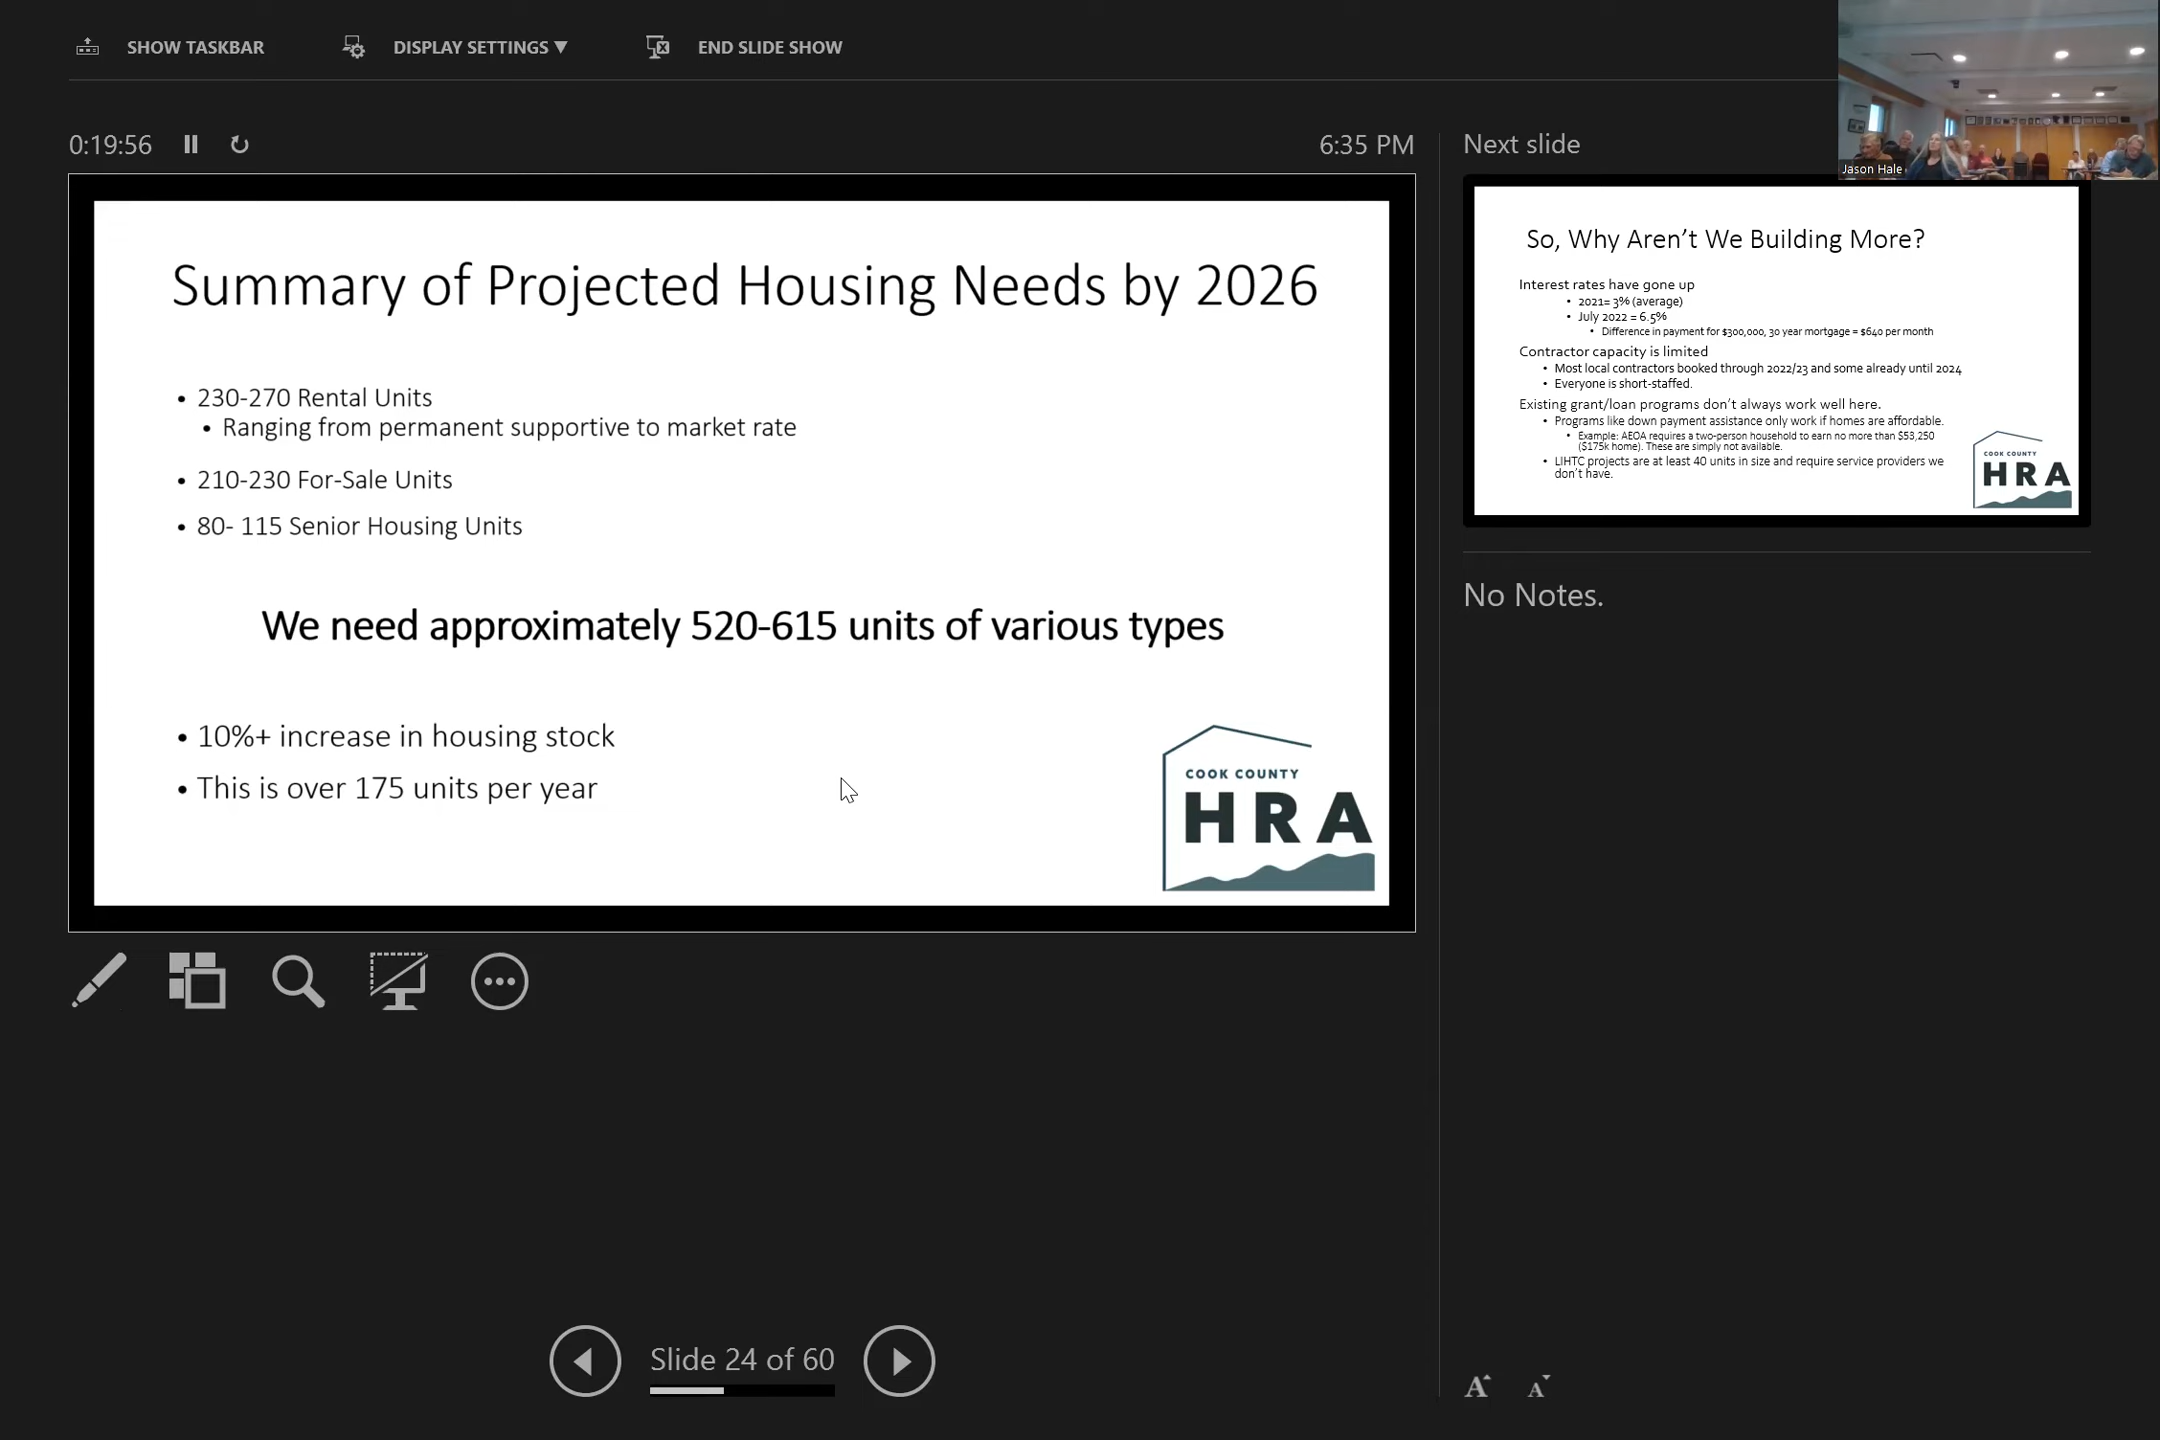 SHOW TASKBAR
DISPLAY SETTINGS ▼
END SLIDE SHOW
0:19:56
6:35 PM
Summary of Projected Housing Needs by 2026
• 230-270 Rental Units
• Ranging from permanent supportive to market rate
• 210-230 For-Sale Units
• 80- 115 Senior Housing Units
We need approximately 520-615 units of various types
• 10%+ increase in housing stock
• This is over 175 units per year
COOK COUNTY
HRA
Slide 24 of 60
Next slide
Jason Hale
So, Why Aren't We Building More?
Interest rates have gone up
• 2021= 3% (average)
• July 2022 = 6.5%
• Difference in payment for $300,000, 30 year mortgage = $640 per month
Contractor capacity is limited
• Most local contractors booked through 2022/23 and some already until 2024
• Everyone is short-staffed.
Existing grant/loan programs don't always work well here.
• Programs like down payment assistance only work if homes are affordable.
• Example: AEOA requires a two-person household to earn no more than $53,250
($175k home). These are simply not available.
• LIHTC projects are at least 40 units in size and require service providers we
don't have.
COOK COUNTY
HRA
No Notes.
A A